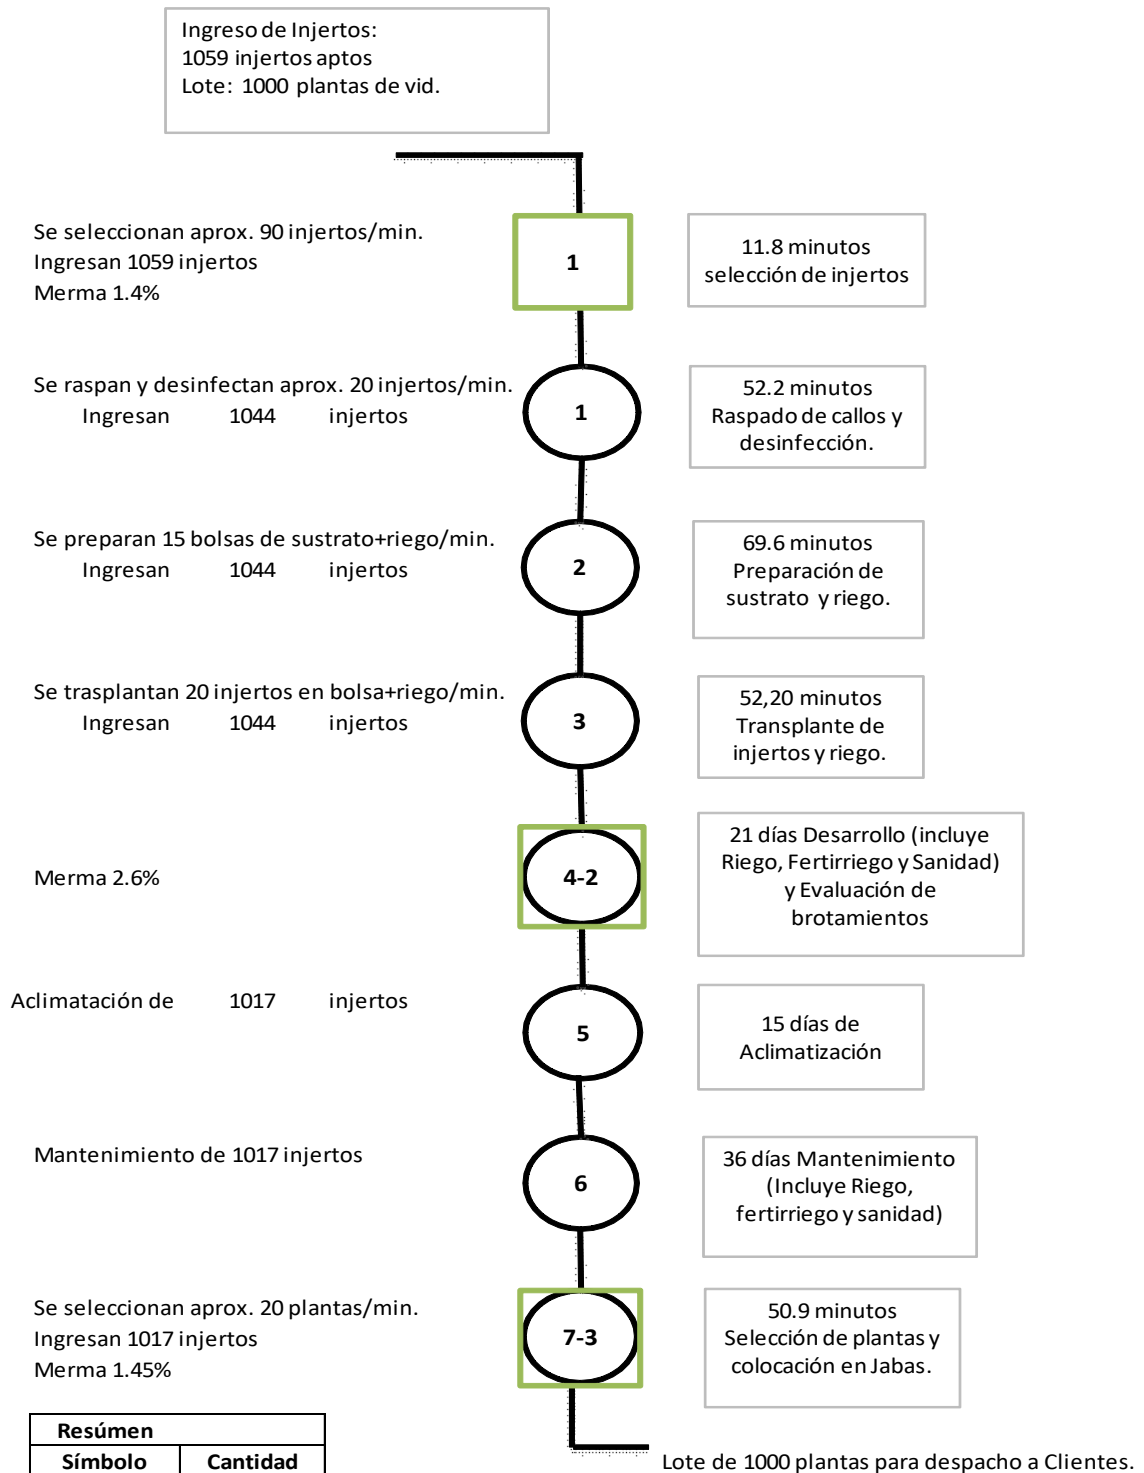 Ingreso de Injertos:
1059 injertos aptos
Lote: 1000 plantas de vid.
Se seleccionan aprox. 90 injertos/min.
Ingresan 1059 injertos
Merma 1.4%
1
11.8 minutos
selección de injertos
Se raspan y desinfectan aprox. 20 injertos/min.
Ingresan 1044 injertos
1
52.2 minutos
Raspado de callos y
desinfección.
Se preparan 15 bolsas de sustrato+riego/min.
Ingresan 1044 injertos
2
69.6 minutos
Preparación de
sustrato y riego.
Se trasplantan 20 injertos en bolsa+riego/min.
Ingresan 1044 injertos
3
52,20 minutos
Transplante de
injertos y riego.
Merma 2.6%
4-2
21 días Desarrollo (incluye
Riego, Fertirriego y Sanidad)
y Evaluación de
brotamientos
Aclimatación de 1017 injertos
5
15 días de
Aclimatización
Mantenimiento de 1017 injertos
6
36 días Mantenimiento
(Incluye Riego,
fertirriego y sanidad)
Se seleccionan aprox. 20 plantas/min.
Ingresan 1017 injertos
Merma 1.45%
7-3
50.9 minutos
Selección de plantas y
colocación en Jabas.
Resúmen
Símbolo Cantidad
Lote de 1000 plantas para despacho a Clientes.